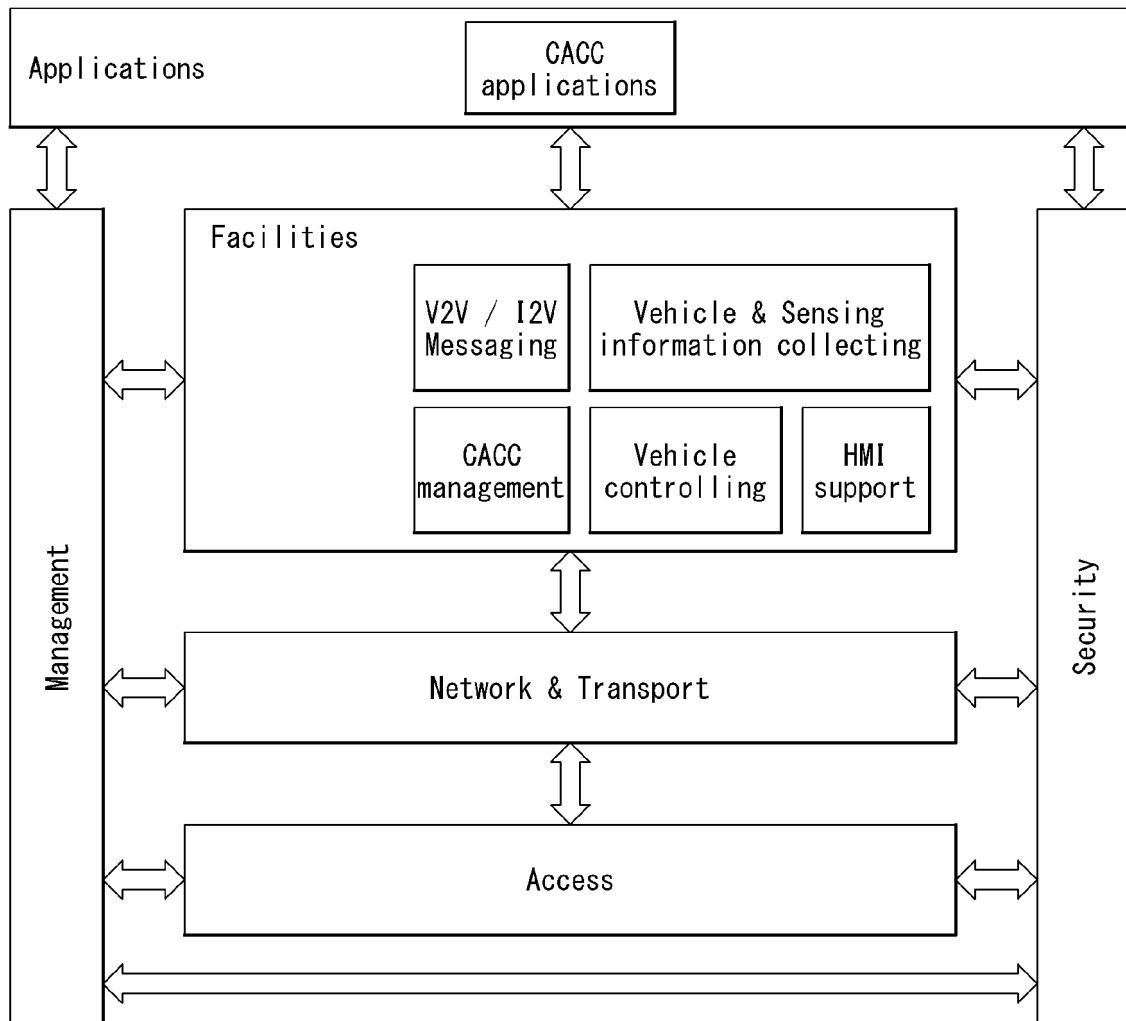 Applications
CACC
applications
Facilities
V2V / I2V
Messaging
Vehicle & Sensing
information collecting
CACC
management
Vehicle
controlling
HMI
support
Management
Security
Network & Transport
Access